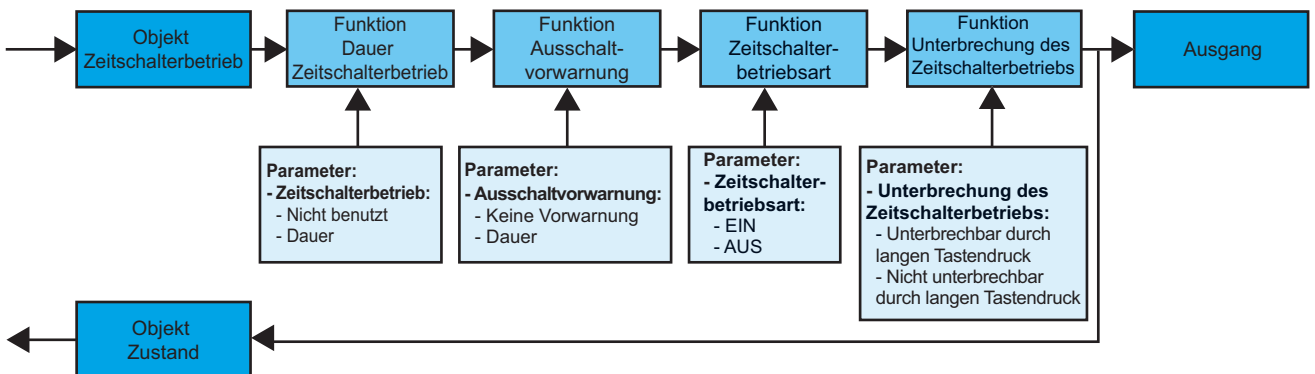 Objekt
Zeitschalterbetrieb
Funktion
Dauer
Zeitschalterbetrieb
Funktion
Ausschalt-
vorwarnung
Funktion
Zeitschalter-
betriebsart
Funktion
Unterbrechung des
Zeitschalterbetriebs
Ausgang
Parameter:
- Zeitschalterbetrieb:
- Nicht benutzt
- Dauer
Parameter:
- Ausschaltvorwarnung:
- Keine Vorwarnung
- Dauer
Parameter:
- Zeitschalter-
betriebsart:
- EIN
- AUS
Parameter:
- Unterbrechung des
Zeitschalterbetriebs:
- Unterbrechbar durch
langen Tastendruck
- Nicht unterbrechbar
durch langen Tastendruck
Objekt
Zustand